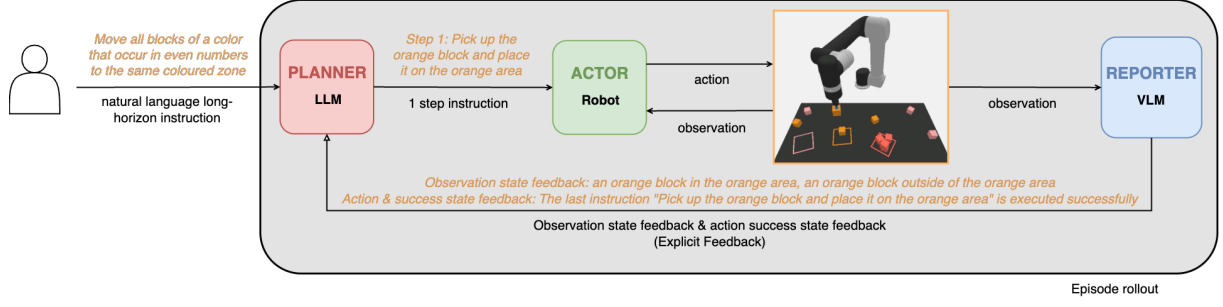 Move all blocks of a color
that occur in even numbers
to the same coloured zone
natural language long-
horizon instruction
PLANNER
LLM
Step 1: Pick up the
orange block and place
it on the orange area
1 step instruction
ACTOR
Robot
action
observation
observation
REPORTER
VLM
Observation state feedback: an orange block in the orange area, an orange block outside of the orange area
Action & success state feedback: The last instruction "Pick up the orange block and place it on the orange area" is executed successfully
Observation state feedback & action success state feedback
(Explicit Feedback)
Episode rollout